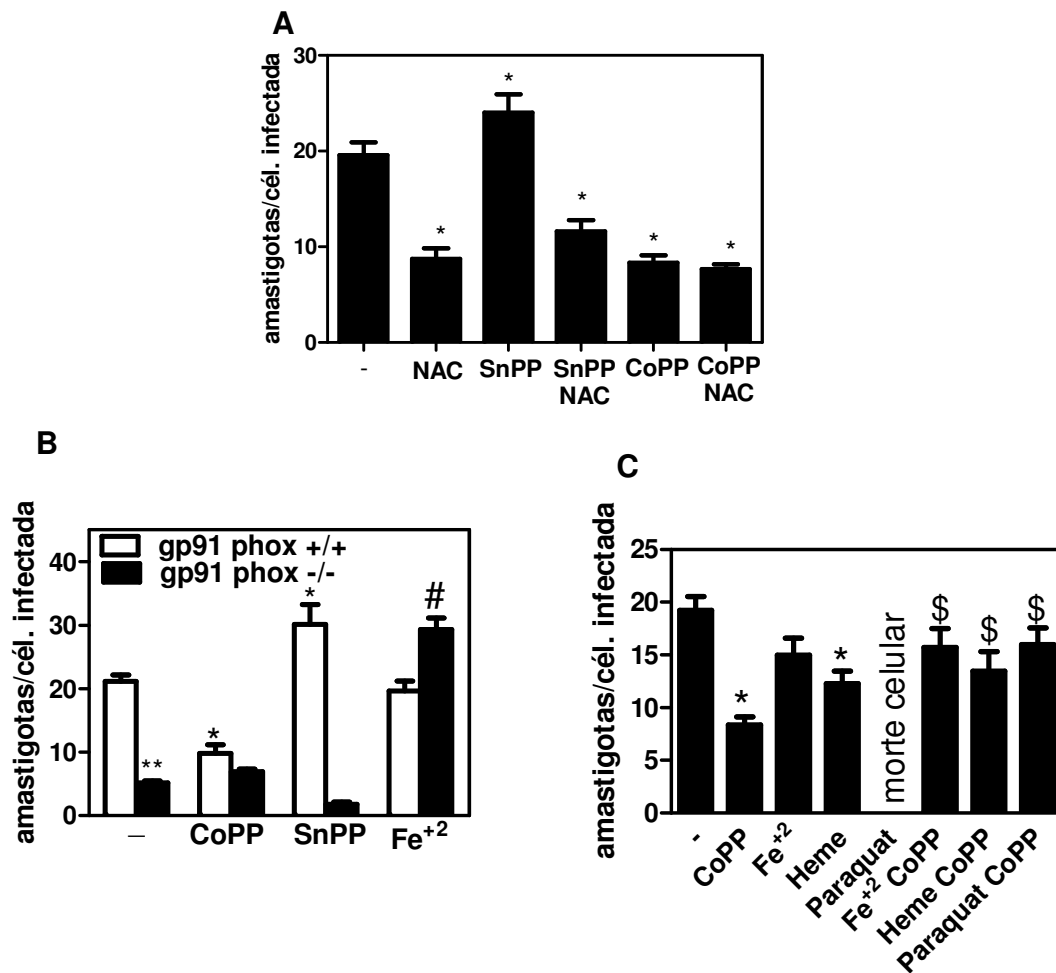 A
amastigotas/cél. infectada
30
20
10
0
*
*
*
*
*
- NAC SnPP SnPP NAC CoPP CoPP NAC
B
amastigotas/cél. infectada
40
30
20
10
0
gp91 phox +/+
gp91 phox -/-
**
*
*
#
– CoPP SnPP Fe+2
C
amastigotas/cél. infectada
25
20
15
10
5
0
*
*
morte celular
$
$
$
-
CoPP
Fe+2
Heme
Paraquat
Fe+2 CoPP
Heme CoPP
Paraquat CoPP